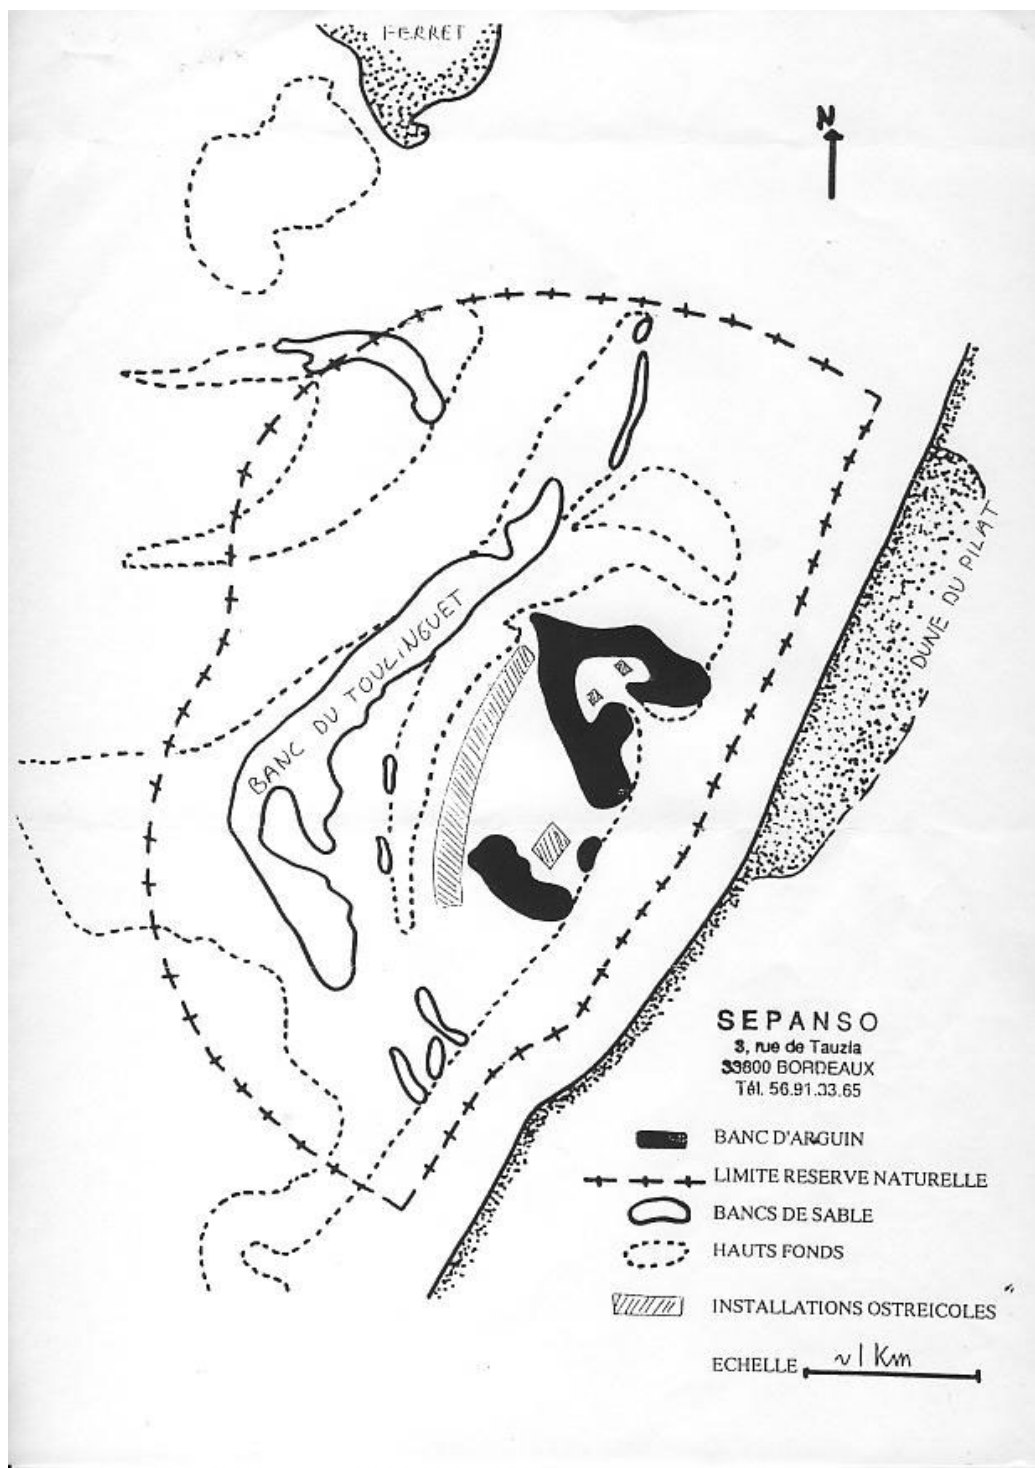 FERRET
N
DUNE DU PILAT
BANC DU TOULINGUET
SEPANSO
3, rue de Tauzia
33800 BORDEAUX
Tél. 56.91.33.65
BANC D'ARGUIN
LIMITE RESERVE NATURELLE
BANCS DE SABLE
HAUTS FONDS
INSTALLATIONS OSTREICOLES
ECHELLE ~1 Km